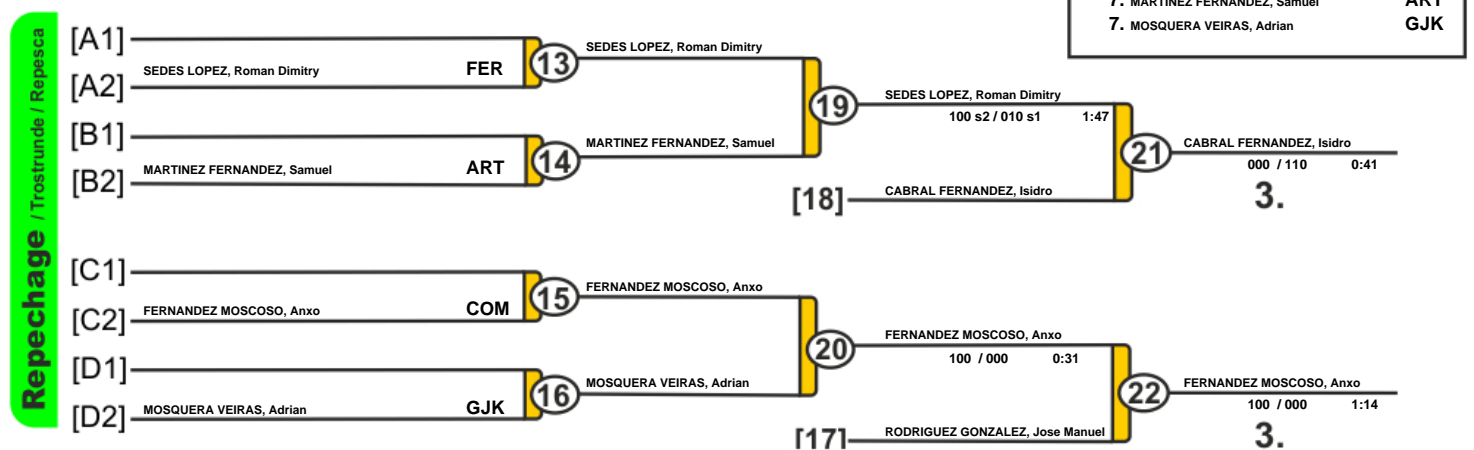 7. MARTINEZ FERNANDEZ, Samuel ART
7. MOSQUERA VEIRAS, Adrian GJK
Repechage / Trostrunde / Repesca
[A1]
SEDES LOPEZ, Roman Dimitry FER
[A2]
13
SEDES LOPEZ, Roman Dimitry
[B1]
MARTINEZ FERNANDEZ, Samuel ART
[B2]
14
MARTINEZ FERNANDEZ, Samuel
19
SEDES LOPEZ, Roman Dimitry
100 s2 / 010 s1 1:47
[18]
CABRAL FERNANDEZ, Isidro
21
CABRAL FERNANDEZ, Isidro
000 / 110 0:41
3.
[C1]
FERNANDEZ MOSCOSO, Anxo COM
[C2]
15
FERNANDEZ MOSCOSO, Anxo
[D1]
MOSQUERA VEIRAS, Adrian GJK
[D2]
16
MOSQUERA VEIRAS, Adrian
20
FERNANDEZ MOSCOSO, Anxo
100 / 000 0:31
[17]
RODRIGUEZ GONZALEZ, Jose Manuel
22
FERNANDEZ MOSCOSO, Anxo
100 / 000 1:14
3.